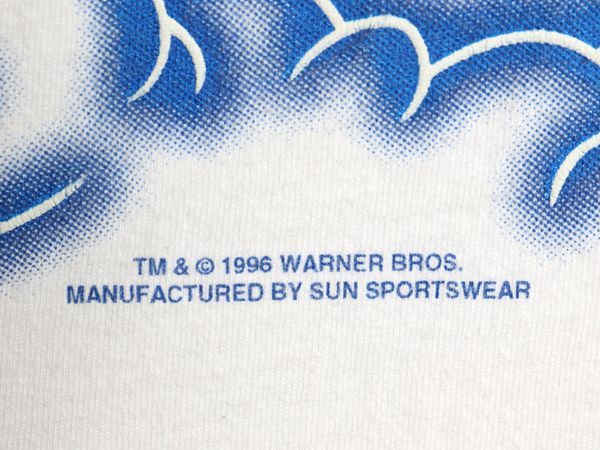 TM & © 1996 WARNER BROS.
MANUFACTURED BY SUN SPORTSWEAR